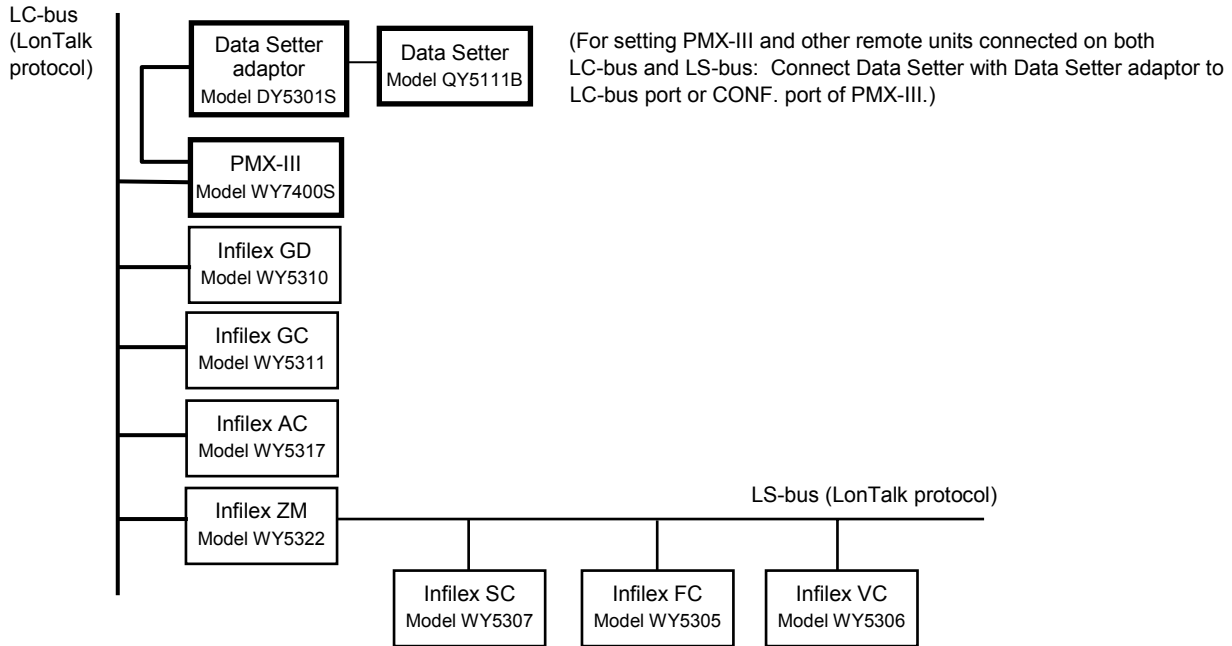 LC-bus
(LonTalk
protocol)
Data Setter
adaptor
Model DY5301S
Data Setter
Model QY5111B
(For setting PMX-III and other remote units connected on both
LC-bus and LS-bus: Connect Data Setter with Data Setter adaptor to
LC-bus port or CONF. port of PMX-III.)
PMX-III
Model WY7400S
Infilex GD
Model WY5310
Infilex GC
Model WY5311
Infilex AC
Model WY5317
Infilex ZM
Model WY5322
LS-bus (LonTalk protocol)
Infilex SC
Model WY5307
Infilex FC
Model WY5305
Infilex VC
Model WY5306